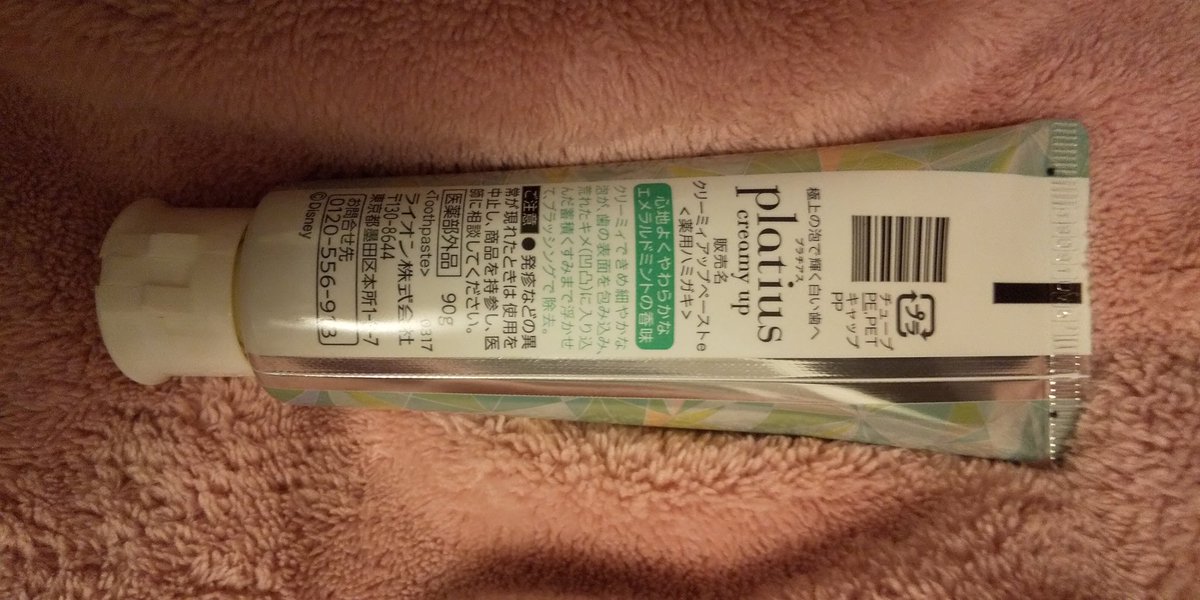 プラ
チューブ
PE,PET
キャップ
PP
極上の泡で輝く白い歯へ
プラチアス
platius
creamy up
販売名
クリーミィアップペーストe
<薬用ハミガキ>
心地よくやわらかな
エメラルドミントの香味
クリーミィできめ細やかな
泡が歯の表面を包み込み、
荒れたキメ(凹凸)に入り込
んだ蓄積くすみまで浮かせ
て、ブラッシングで除去。
ご注意 ●発疹などの異
常が現れたときは使用を
中止し、商品を持参し、医
師に相談してください。
医薬部外品 90g
<Toothpaste> 0317
ライオン株式会社
〒130-8644
東京都墨田区本所1-3-7
お問合せ先
0120-556-913
©Disney